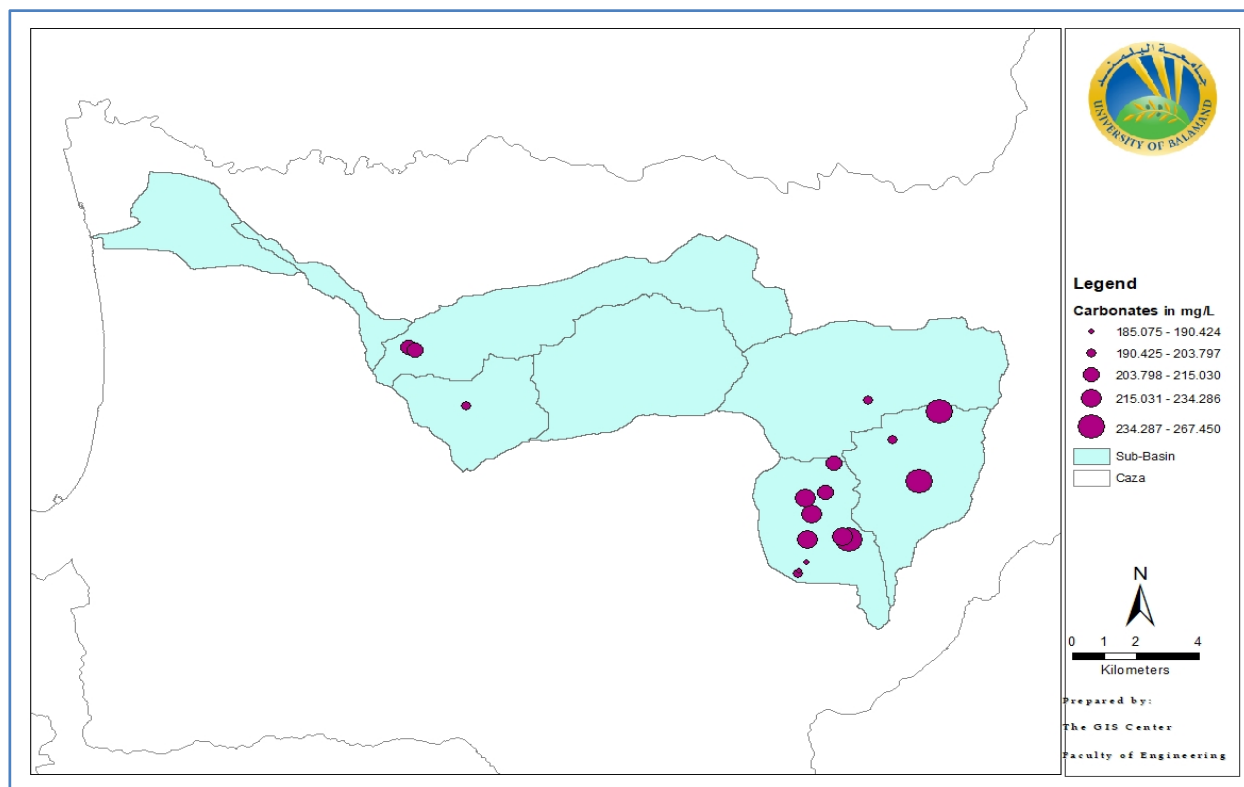 جامعة البلمند
UNIVERSITY OF BALAMAND
Legend
Carbonates in mg/L
185.075 - 190.424
190.425 - 203.797
203.798 - 215.030
215.031 - 234.286
234.287 - 267.450
Sub-Basin
Caza
N
0 1 2 4
Kilometers
Prepared by:
The GIS Center
Faculty of Engineering